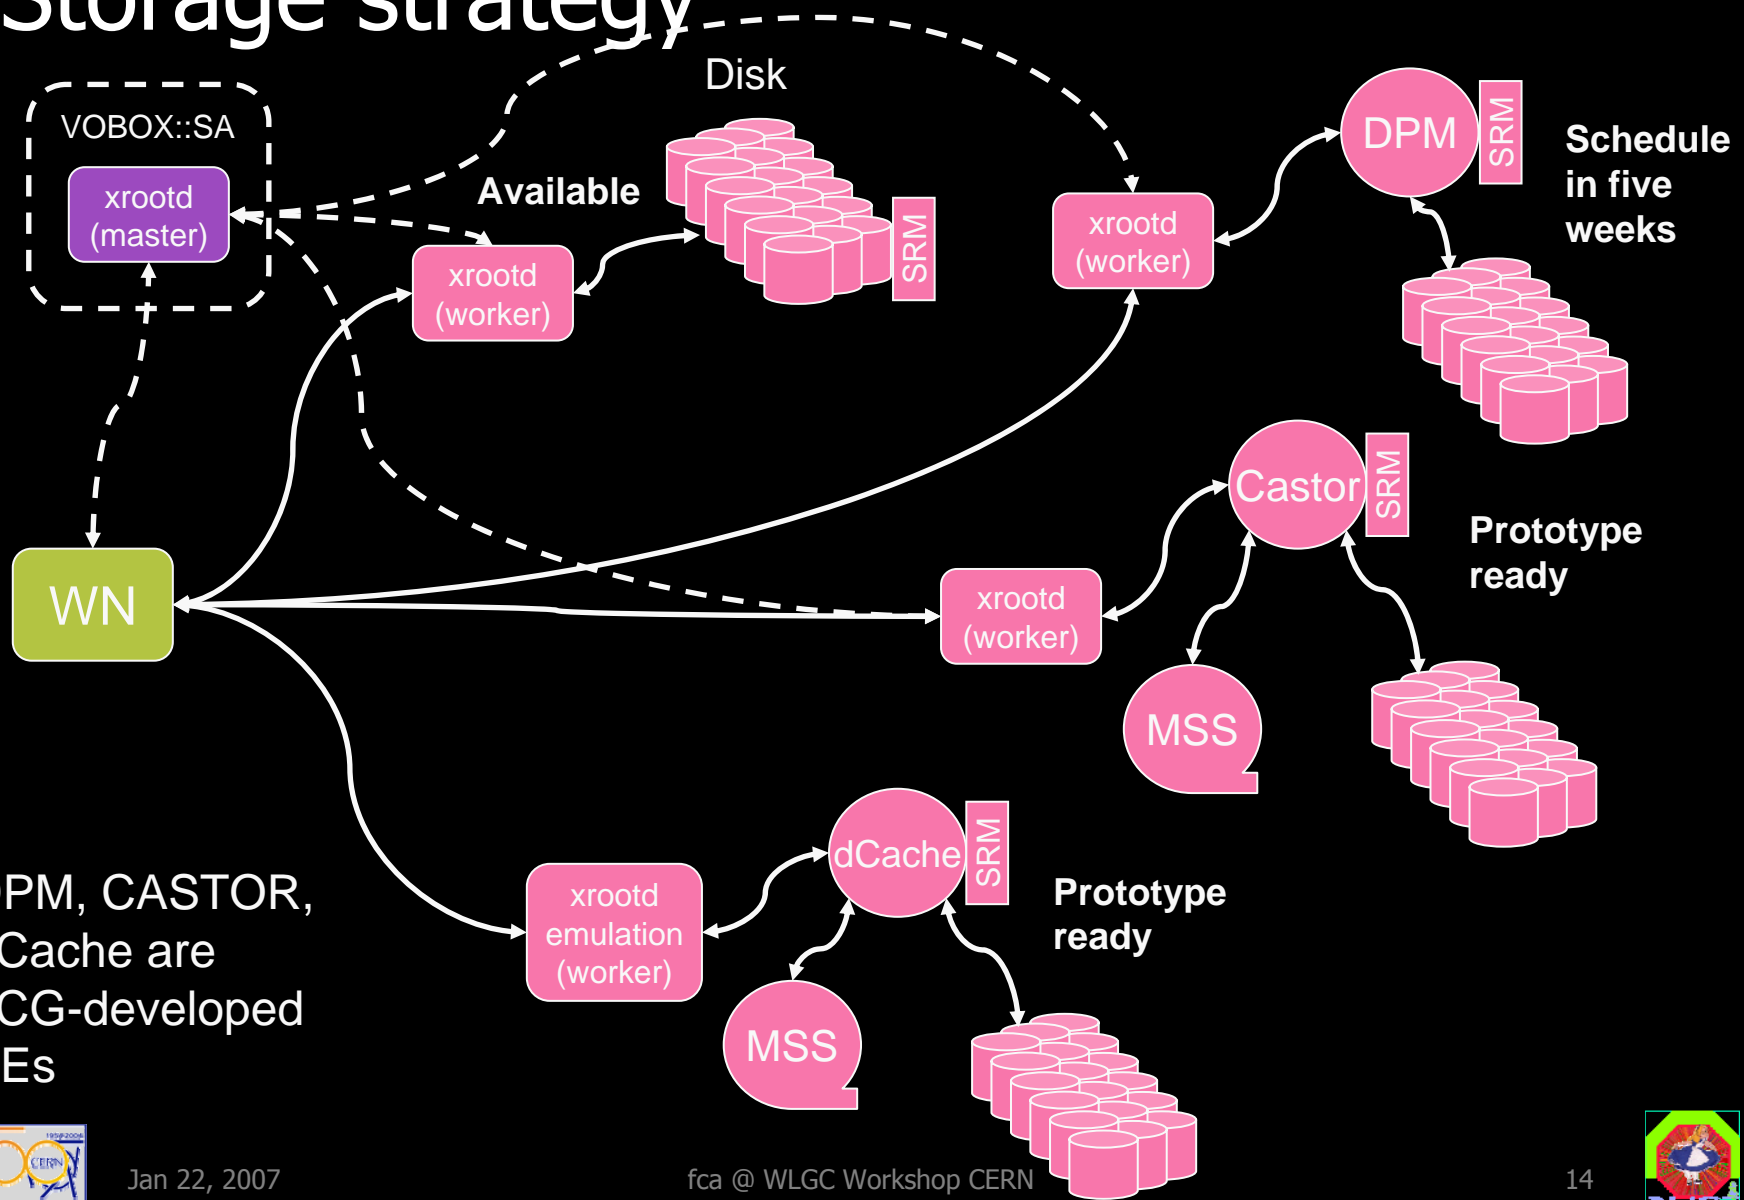 Storage strategy
Disk
VOBOX::SA
xrootd
(master)
Available
xrootd
(worker)
SRM
xrootd
(worker)
DPM
SRM
Schedule
in five
weeks
Castor
SRM
Prototype
ready
WN
xrootd
(worker)
MSS
dCache
SRM
Prototype
ready
xrootd
emulation
(worker)
MSS
PM, CASTOR,
Cache are
CG-developed
Es
CERN
Jan 22, 2007
fca @ WLGC Workshop CERN
14